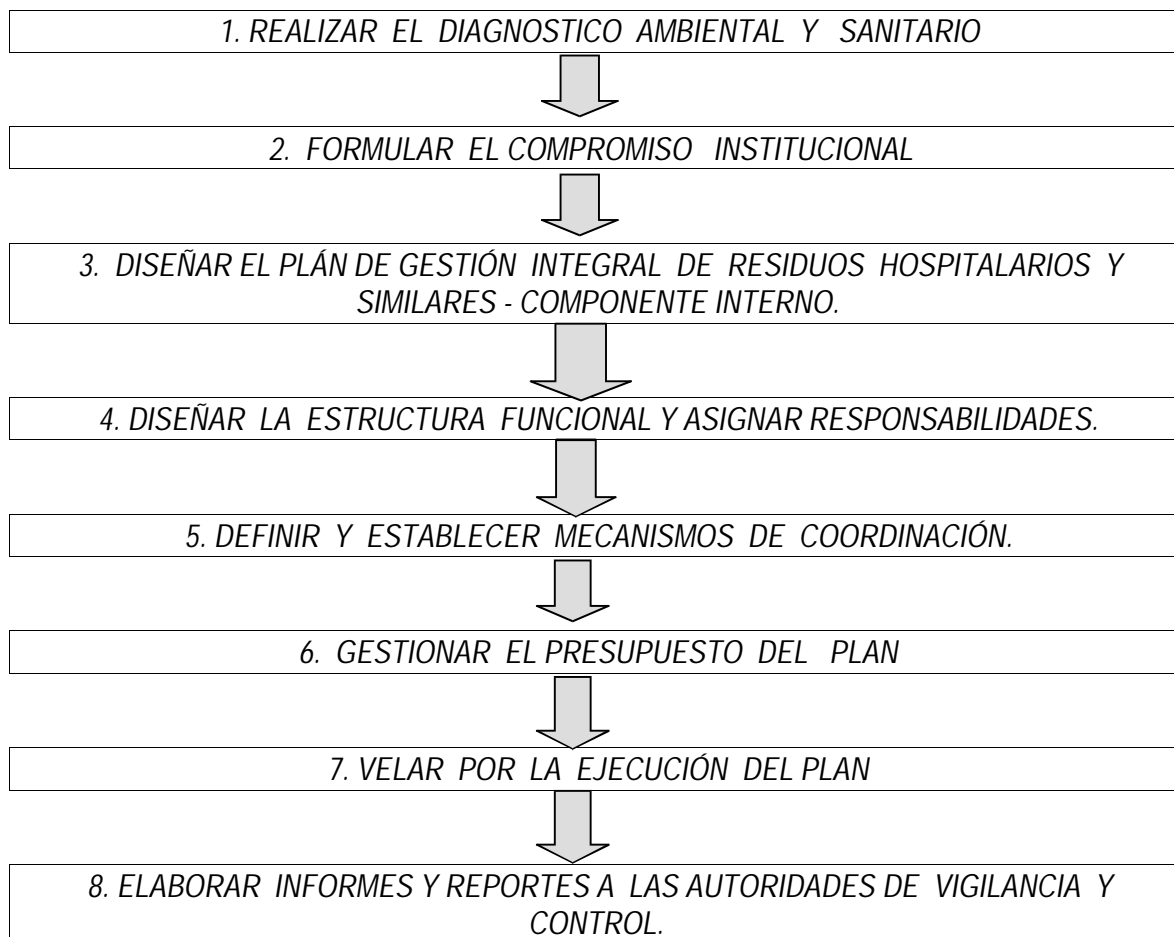 1. REALIZAR EL DIAGNOSTICO AMBIENTAL Y SANITARIO
2. FORMULAR EL COMPROMISO INSTITUCIONAL
3. DISEÑAR EL PLÁN DE GESTIÓN INTEGRAL DE RESIDUOS HOSPITALARIOS Y
SIMILARES - COMPONENTE INTERNO.
4. DISEÑAR LA ESTRUCTURA FUNCIONAL Y ASIGNAR RESPONSABILIDADES.
5. DEFINIR Y ESTABLECER MECANISMOS DE COORDINACIÓN.
6. GESTIONAR EL PRESUPUESTO DEL PLAN
7. VELAR POR LA EJECUCIÓN DEL PLAN
8. ELABORAR INFORMES Y REPORTES A LAS AUTORIDADES DE VIGILANCIA Y
CONTROL.